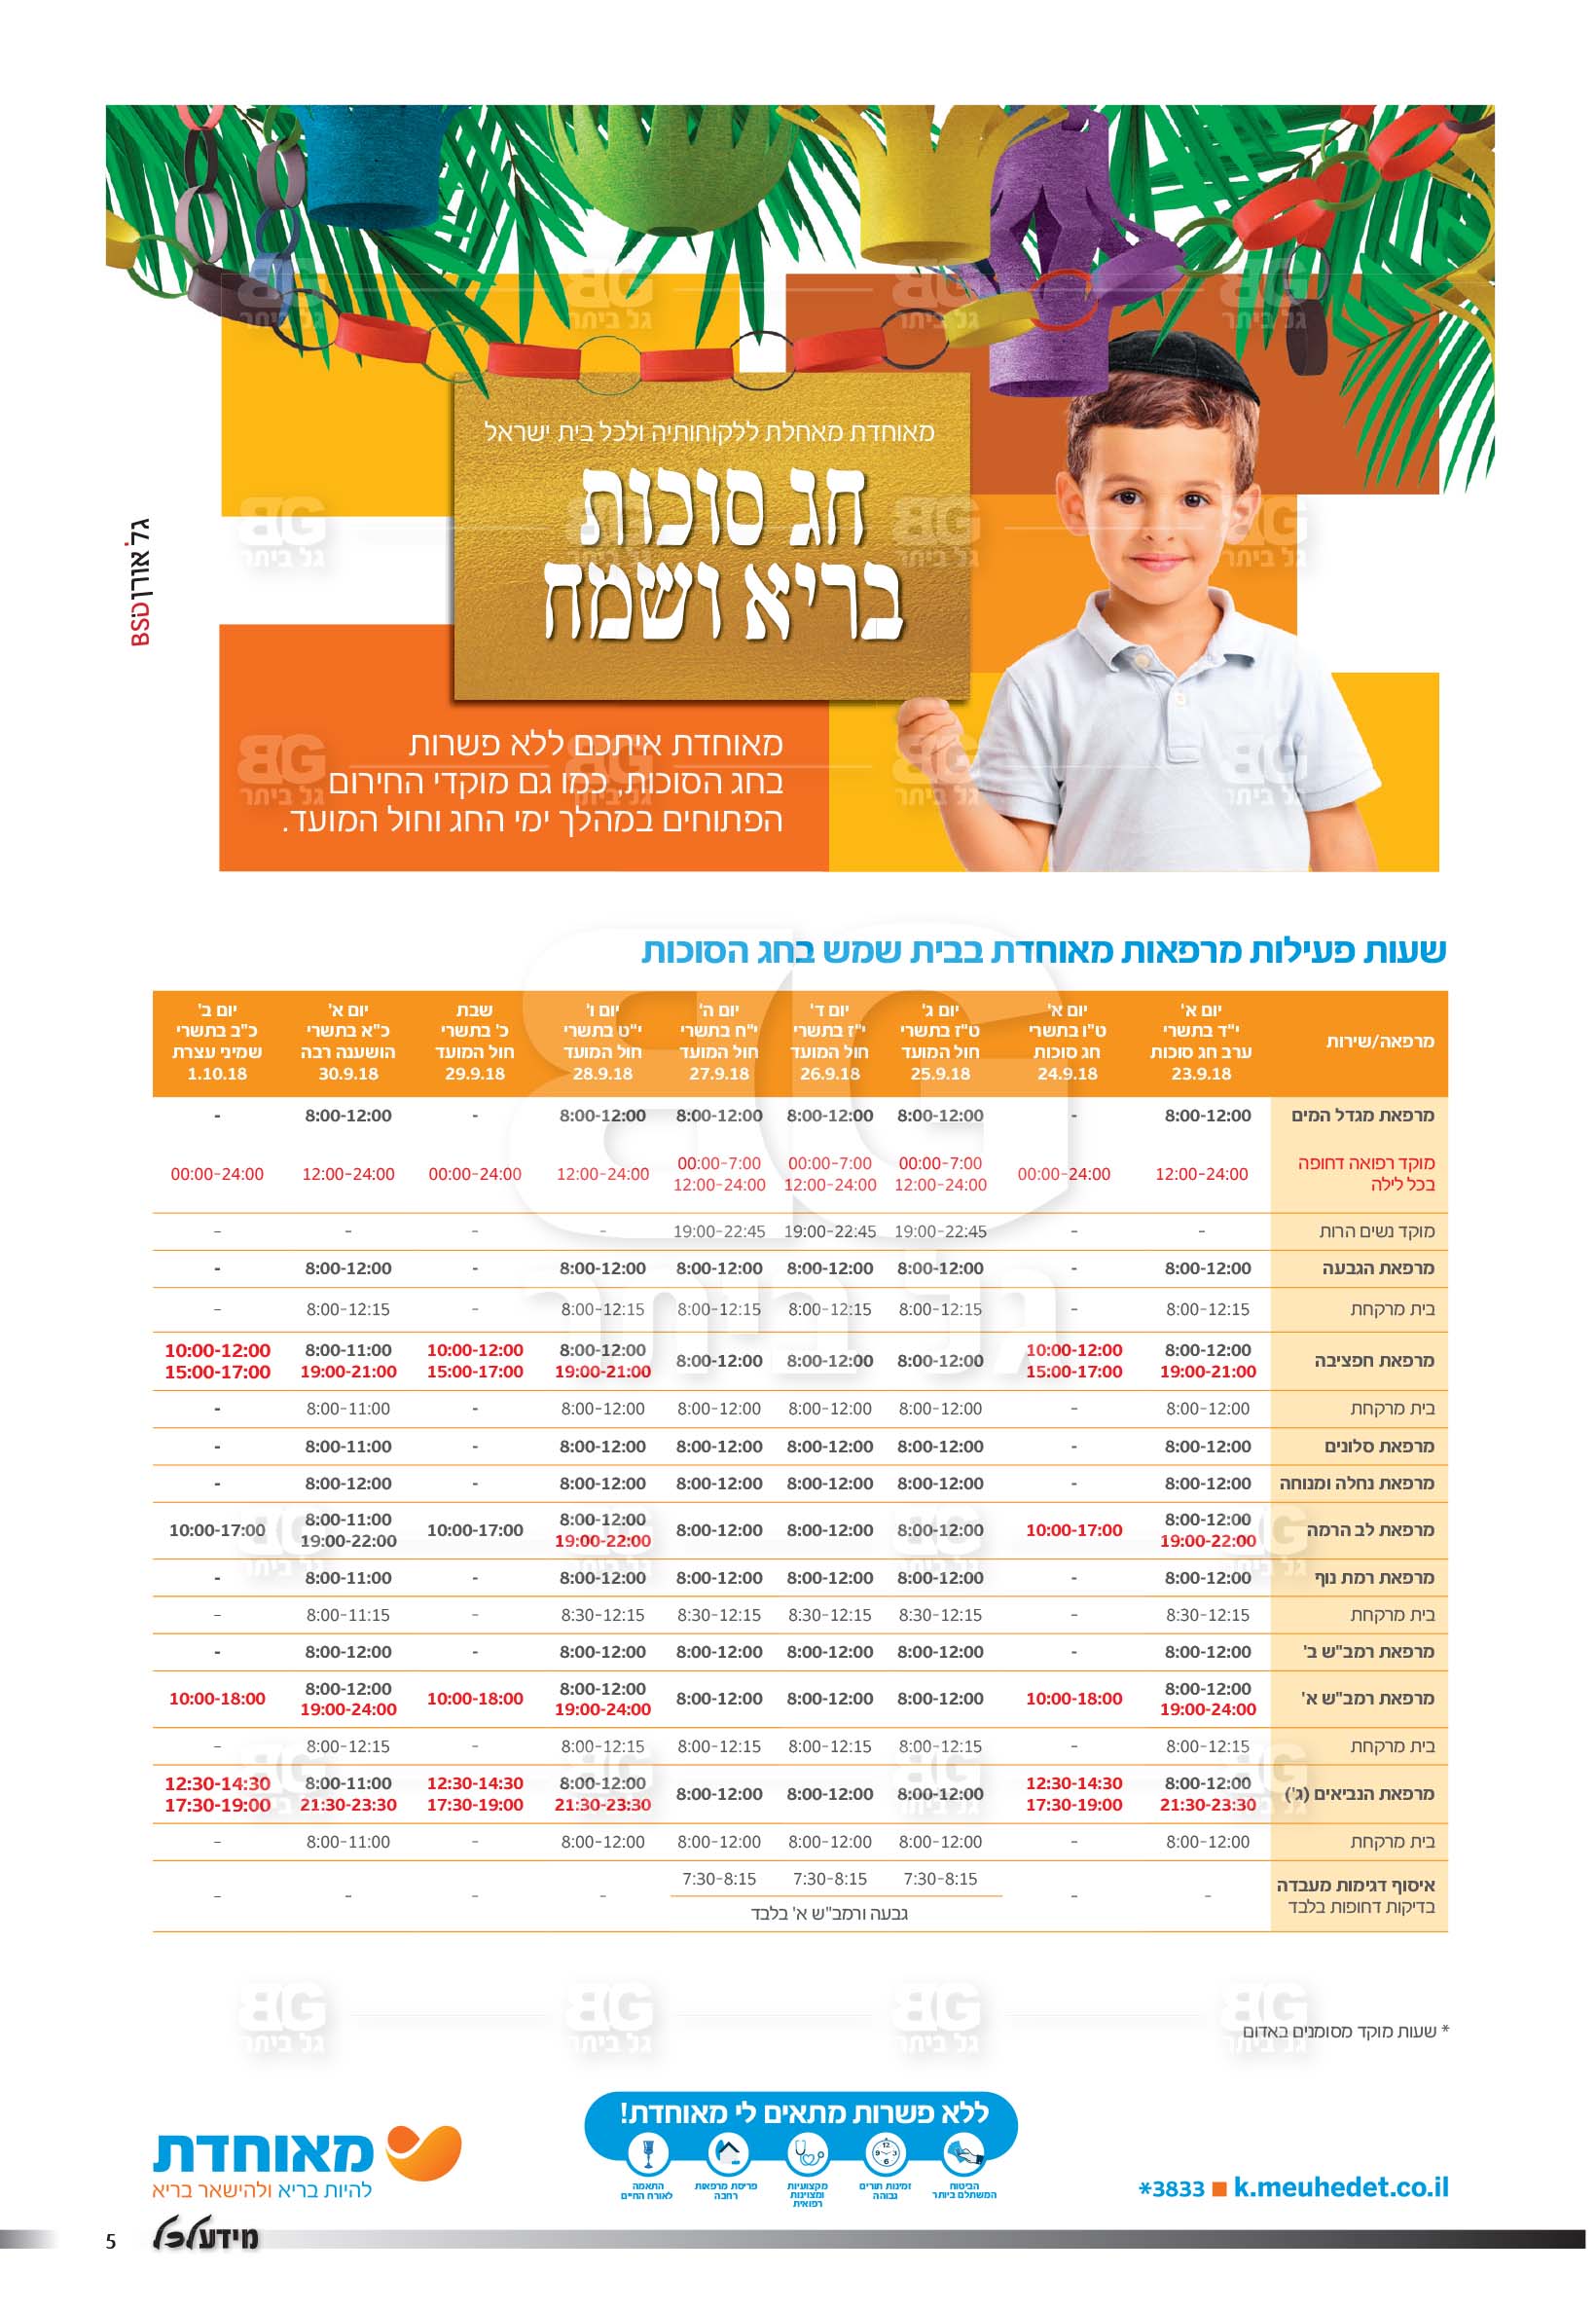 מאוחדת מאחלת ללקוחותיה ולכל בית ישראל
חג סוכות
בריא ושמח
מאוחדת איתכם ללא פשרות
בחג הסוכות, כמו גם מוקדי החירום
הפתוחים במהלך ימי החג וחול המועד.
גל אורן BSD
שעות פעילות מרפאות מאוחדת בבית שמש בחג הסוכות
מרפאה/שירות | יום א' י"ד בתשרי ערב חג סוכות 23.9.18 | יום א' ט"ו בתשרי חג סוכות 24.9.18 | יום ג' ט"ז בתשרי חול המועד 25.9.18 | יום ד' י"ז בתשרי חול המועד 26.9.18 | יום ה' י"ח בתשרי חול המועד 27.9.18 | יום ו' י"ט בתשרי חול המועד 28.9.18 | שבת כ' בתשרי חול המועד 29.9.18 | יום א' כ"א בתשרי הושענה רבה 30.9.18 | יום ב' כ"ב בתשרי שמיני עצרת 1.10.18
מרפאת מגדל המים | 8:00-12:00 | - | 8:00-12:00 | 8:00-12:00 | 8:00-12:00 | 8:00-12:00 | - | 8:00-12:00 | -
מוקד רפואה דחופה בכל לילה | 12:00-24:00 | 00:00-24:00 | 00:00-7:00 12:00-24:00 | 00:00-7:00 12:00-24:00 | 00:00-7:00 12:00-24:00 | 12:00-24:00 | 00:00-24:00 | 12:00-24:00 | 00:00-24:00
מוקד נשים הרות | - | - | 19:00-22:45 | 19:00-22:45 | 19:00-22:45 | - | - | - | -
מרפאת הגבעה | 8:00-12:00 | - | 8:00-12:00 | 8:00-12:00 | 8:00-12:00 | 8:00-12:00 | - | 8:00-12:00 | -
בית מרקחת | 8:00-12:15 | - | 8:00-12:15 | 8:00-12:15 | 8:00-12:15 | 8:00-12:15 | - | 8:00-12:15 | -
מרפאת חפציבה | 8:00-12:00 19:00-21:00 | 10:00-12:00 15:00-17:00 | 8:00-12:00 | 8:00-12:00 | 8:00-12:00 | 8:00-12:00 19:00-21:00 | 10:00-12:00 15:00-17:00 | 8:00-11:00 19:00-21:00 | 10:00-12:00 15:00-17:00
בית מרקחת | 8:00-12:00 | - | 8:00-12:00 | 8:00-12:00 | 8:00-12:00 | 8:00-12:00 | - | 8:00-11:00 | -
מרפאת סלונים | 8:00-12:00 | - | 8:00-12:00 | 8:00-12:00 | 8:00-12:00 | 8:00-12:00 | - | 8:00-11:00 | -
מרפאת נחלה ומנוחה | 8:00-12:00 | - | 8:00-12:00 | 8:00-12:00 | 8:00-12:00 | 8:00-12:00 | - | 8:00-12:00 | -
מרפאת לב הרמה | 8:00-12:00 19:00-22:00 | 10:00-17:00 | 8:00-12:00 | 8:00-12:00 | 8:00-12:00 | 8:00-12:00 19:00-22:00 | 10:00-17:00 | 8:00-11:00 19:00-22:00 | 10:00-17:00
מרפאת רמת נוף | 8:00-12:00 | - | 8:00-12:00 | 8:00-12:00 | 8:00-12:00 | 8:00-12:00 | - | 8:00-11:00 | -
בית מרקחת | 8:30-12:15 | - | 8:30-12:15 | 8:30-12:15 | 8:30-12:15 | 8:30-12:15 | - | 8:00-11:15 | -
מרפאת רמב"ש ב' | 8:00-12:00 | - | 8:00-12:00 | 8:00-12:00 | 8:00-12:00 | 8:00-12:00 | - | 8:00-12:00 | -
מרפאת רמב"ש א' | 8:00-12:00 19:00-24:00 | 10:00-18:00 | 8:00-12:00 | 8:00-12:00 | 8:00-12:00 | 8:00-12:00 19:00-24:00 | 10:00-18:00 | 8:00-12:00 19:00-24:00 | 10:00-18:00
בית מרקחת | 8:00-12:15 | - | 8:00-12:15 | 8:00-12:15 | 8:00-12:15 | 8:00-12:15 | - | 8:00-12:15 | -
מרפאת הנביאים (ג') | 8:00-12:00 21:30-23:30 | 12:30-14:30 17:30-19:00 | 8:00-12:00 | 8:00-12:00 | 8:00-12:00 | 8:00-12:00 21:30-23:30 | 12:30-14:30 17:30-19:00 | 8:00-11:00 21:30-23:30 | 12:30-14:30 17:30-19:00
בית מרקחת | 8:00-12:00 | - | 8:00-12:00 | 8:00-12:00 | 8:00-12:00 | 8:00-12:00 | - | 8:00-11:00 | -
איסוף דגימות מעבדה בדיקות דחופות בלבד | - | - | 7:30-8:15 | 7:30-8:15 | 7:30-8:15 | - | - | - | -
גבעה ורמב"ש א' בלבד
* שעות מוקד מסומנים באדום
ללא פשרות מתאים לי מאוחדת!
הביטוח המשתלם ביותר
זמינות תורים גבוהה
מקצועיות ומצוינות רפואית
פריסת מרפאות רחבה
התאמה לאורח החיים
k.meuhedet.co.il ■ 3833*
מאוחדת
להיות בריא ולהישאר בריא
מידע לכל
5
BG גל ביתר